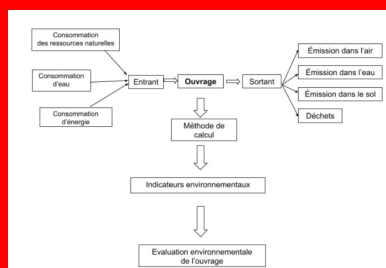 Consommation
des ressources naturelles
Consommation
d'eau
Consommation
d'énergie
Entrant
Ouvrage
Sortant
Émission dans l'air
Émission dans l'eau
Émission dans le sol
Déchets
Méthode de
calcul
Indicateurs environnementaux
Evaluation environnementale
de l'ouvrage